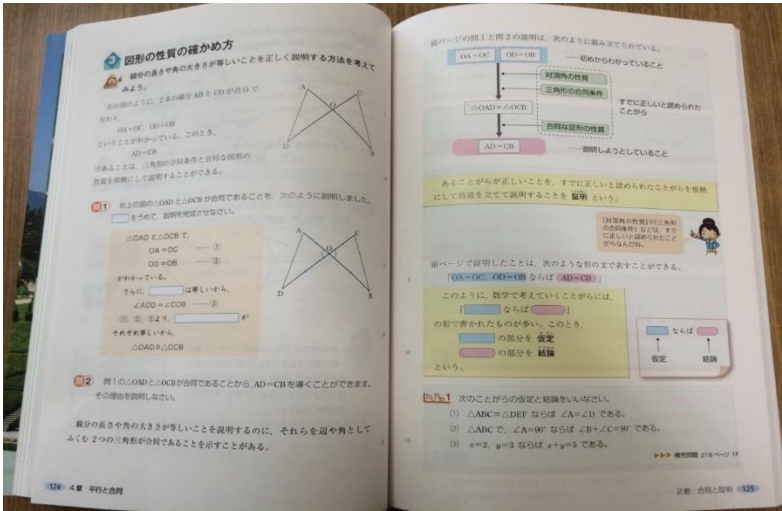 3 図形の性質の確かめ方
線分の長さや角の大きさが等しいことを正しく説明する方法を考えて
みよう。
右の図のように、2本の線分ABとCDが点Oで
交わり、
OA=OC, OD=OB
ということがわかっている。このとき、
AD=CB
であることは、三角形の合同条件と合同な図形の
性質を根拠にして説明することができる。
A
C
O
D
B
問1 右上の図の△OADと△OCBが合同であることを、次のように説明しました。
をうめて、説明を完成させなさい。
△OADと△OCBで、
OA=OC ……①
OD=OB ……②
がわかっている。
さらに、 は等しいから、
∠AOD=∠COB ……③
①, ②, ③より、 が
それぞれ等しいから、
△OAD≡△OCB
A
C
O
D
B
問2 問1の△OADと△OCBが合同であることから、AD=CBを導くことができます。
その理由を説明しなさい。
線分の長さや角の大きさが等しいことを説明するのに、それらを辺や角として
ふくむ2つの三角形が合同であることを示すことがある。
124 4章 平行と合同
前ページの問1と問2の説明は、次のように組み立てられている。
OA=OC OD=OB ……初めからわかっていること
対頂角の性質
三角形の合同条件
△OAD≡△OCB
すでに正しいと認められた
ことがら
合同な図形の性質
AD=CB ……説明しようとしていること
あることがらが正しいことを、すでに正しいと認められたことがらを根拠
にして筋道を立てて説明することを 証明 という。
「対頂角の性質」や「三角形
の合同条件」などは、すで
に正しいと認められたこと
がらなんだね。
前ページで証明したことは、次のような形の文で表すことができる。
「OA=OC, OD=OB ならば AD=CB」
このように、数学で考えていくことがらには、
「 ならば 」
の形で書かれたものが多い。このとき、
の部分を 仮定
の部分を 結論
という。
ならば
仮定 結論
1 次のことがらの仮定と結論をいいなさい。
(1) △ABC≡△DEF ならば ∠A=∠D である。
(2) △ABCで、∠A=90° ならば ∠B+∠C=90° である。
(3) x=2, y=3 ならば x+y=5 である。
▶▶▶ 補充問題 218ページ 17
2節 合同と証明 125